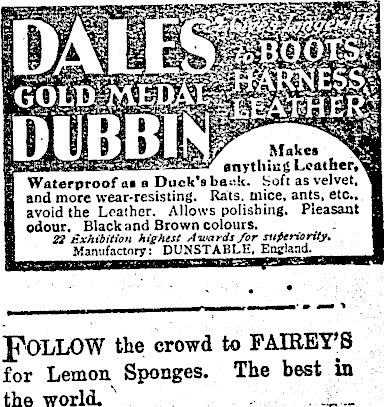 DALES
GOLD MEDAL
DUBBIN
Gives longer life
to BOOTS,
HARNESS,
LEATHER
Makes
anything Leather,
Waterproof as a Duck's back. Soft as velvet,
and more wear-resisting. Rats, mice, ants, etc.,
avoid the Leather. Allows polishing. Pleasant
odour. Black and Brown colours.
22 Exhibition highest Awards for superiority.
Manufactory: DUNSTABLE, England.
FOLLOW the crowd to FAIREY'S
for Lemon Sponges. The best in
the world.